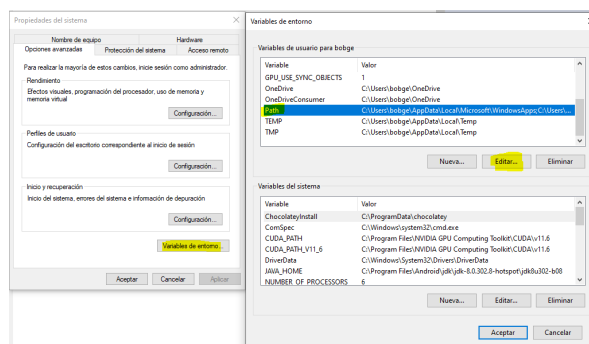 Propiedades del sistema
Nombre de equipo Hardware
Opciones avanzadas Protección del sistema Acceso remoto
Para realizar la mayoría de estos cambios, inicie sesión como administrador.
Rendimiento
Efectos visuales, programación del procesador, uso de memoria y
memoria virtual
Configuración...
Perfiles de usuario
Configuración del escritorio correspondiente al inicio de
sesión
Configuración...
Inicio y recuperación
Inicio del sistema, errores del sistema e información de depuración
Configuración...
Variables de entorno...
Aceptar Cancelar Aplicar
Variables de entorno
Variables de usuario para bobge
Variable Valor
GPU_USE_SYNC_OBJECTS 1
OneDrive C:\Users\bobge\OneDrive
OneDriveConsumer C:\Users\bobge\OneDrive
Path C:\Users\bobge\AppData\Local\Microsoft\WindowsApps;C:\Users\...
TEMP C:\Users\bobge\AppData\Local\Temp
TMP C:\Users\bobge\AppData\Local\Temp
Nueva... Editar... Eliminar
Variables del sistema
Variable Valor
ChocolateyInstall C:\ProgramData\chocolatey
ComSpec C:\Windows\system32\cmd.exe
CUDA_PATH C:\Program Files\NVIDIA GPU Computing Toolkit\CUDA\v11.6
CUDA_PATH_V11_6 C:\Program Files\NVIDIA GPU Computing Toolkit\CUDA\v11.6
DriverData C:\Windows\System32\Drivers\DriverData
JAVA_HOME C:\Program Files\Android\jdk\jdk-8.0.302.8-hotspot\jdk8u302-b08
NUMBER_OF_PROCESSORS 6
Nueva... Editar... Eliminar
Aceptar Cancelar